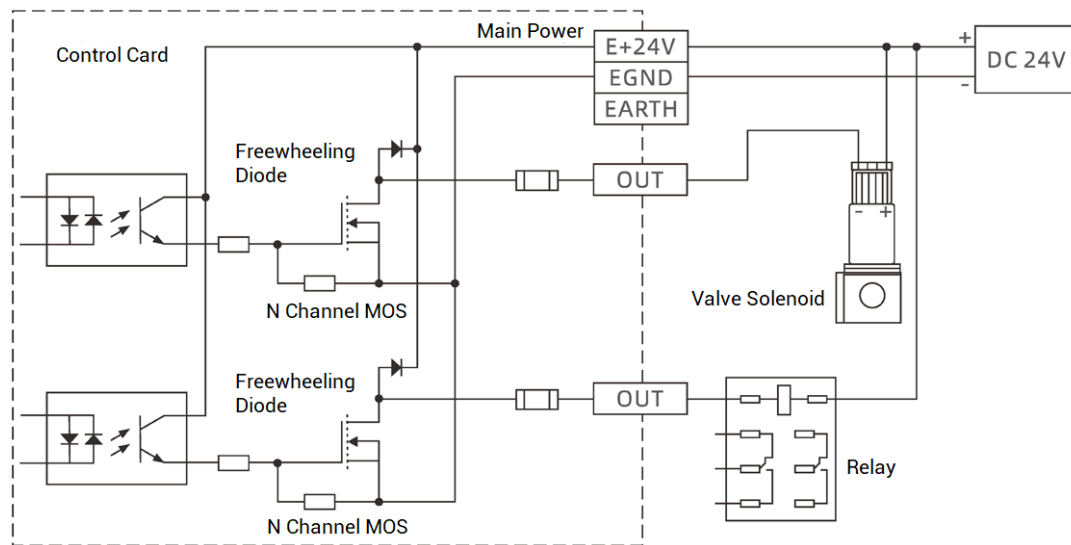 Main Power
Control Card
E+24V
+
DC 24V
EGND
-
EARTH
Freewheeling
Diode
OUT
- +
N Channel MOS
Valve Solenoid
Freewheeling
Diode
OUT
Relay
N Channel MOS